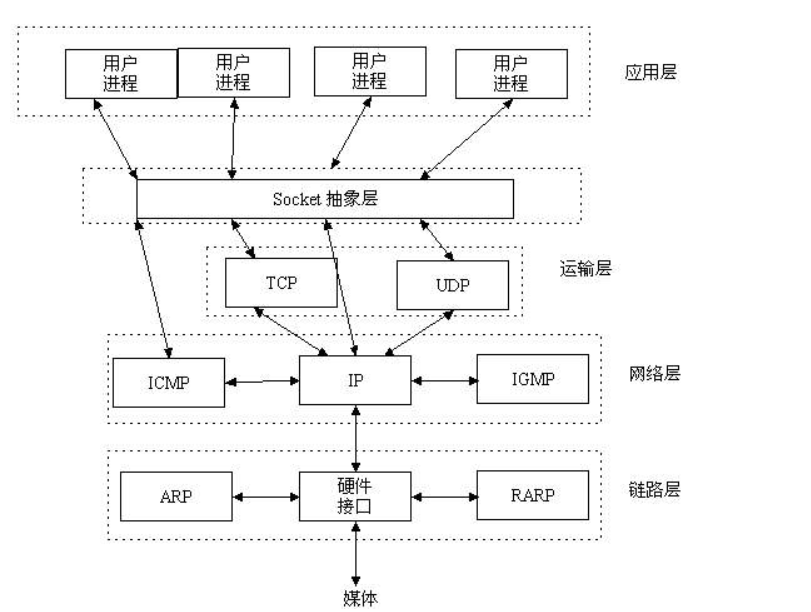 用户
进程
用户
进程
用户
进程
用户
进程
应用层
Socket 抽象层
TCP
UDP
运输层
ICMP
IP
IGMP
网络层
ARP
硬件
接口
RARP
链路层
媒体